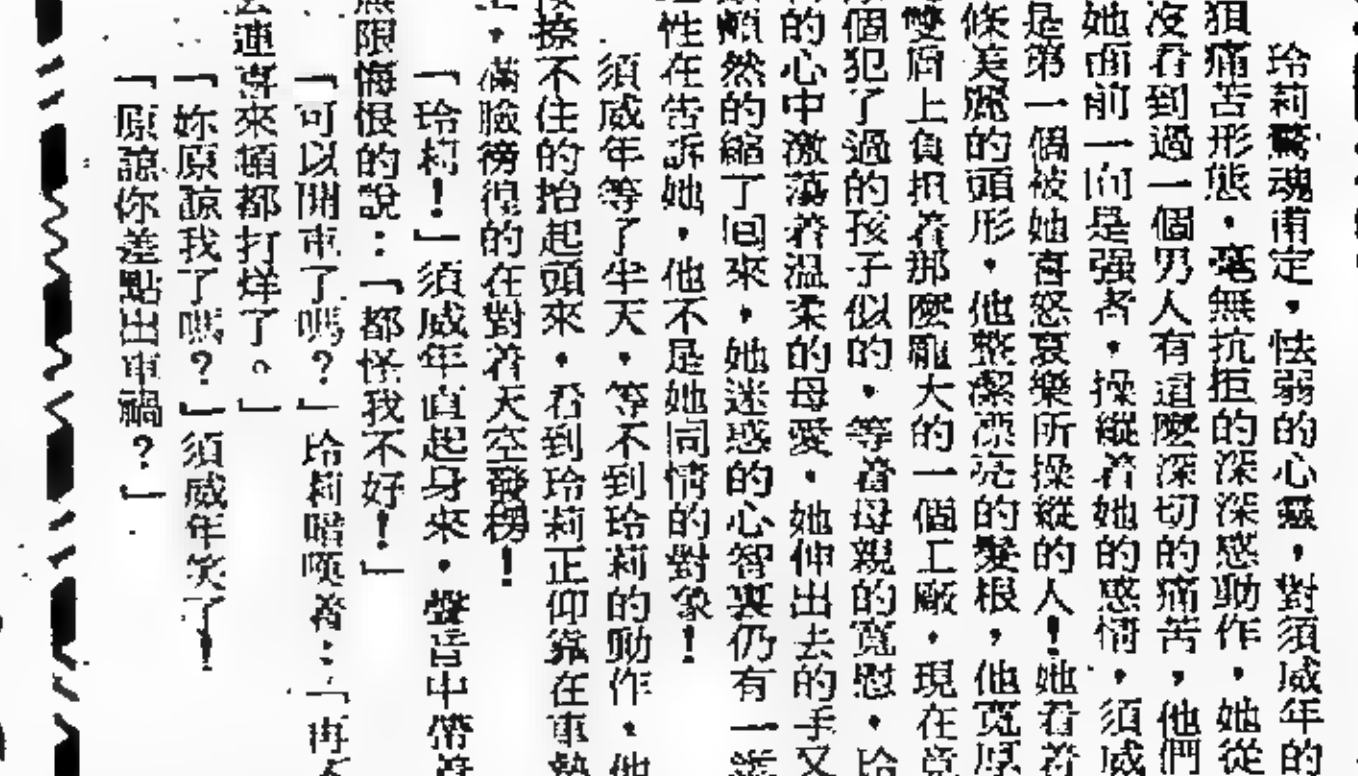 玲莉驚魂甫定，怯弱的心靈，對須威年的
狙痛苦形態，毫無抗拒的深深感動作，她從
沒看到過一個男人有這麼深切的痛苦，他們
她面前一向是强者，操縱着她的感情，須威
是第一個被她喜怒哀樂所操縱的人！她看着
條美麗的頭形，他整潔漂亮的髮根，他寬厚
雙肩上負担着那麼龐大的一個工廠，現在竟
個犯了過的孩子似的，等着母親的寬慰，玲
的心中激蕩着温柔的母愛，她伸出去的手又
頹然的縮了回來，她迷惑的心智裏仍有一
性在告訴她，他不是她同情的對象！
須威年等了半天，等不到玲莉的動作，他
按捺不住的抬起頭來，看到玲莉正仰靠在車墊
，滿臉徬徨的在對着天空發楞！
「玲莉！」須威年直起身來，聲音中帶着
無限悔恨的說：「都怪我不好！」
「可以開車了嗎？」玲莉暗嘆着：「再不
去連喜來頓都打烊了。」
「妳原諒我了嗎？」須威年笑了！
「原諒你差點出車禍？」